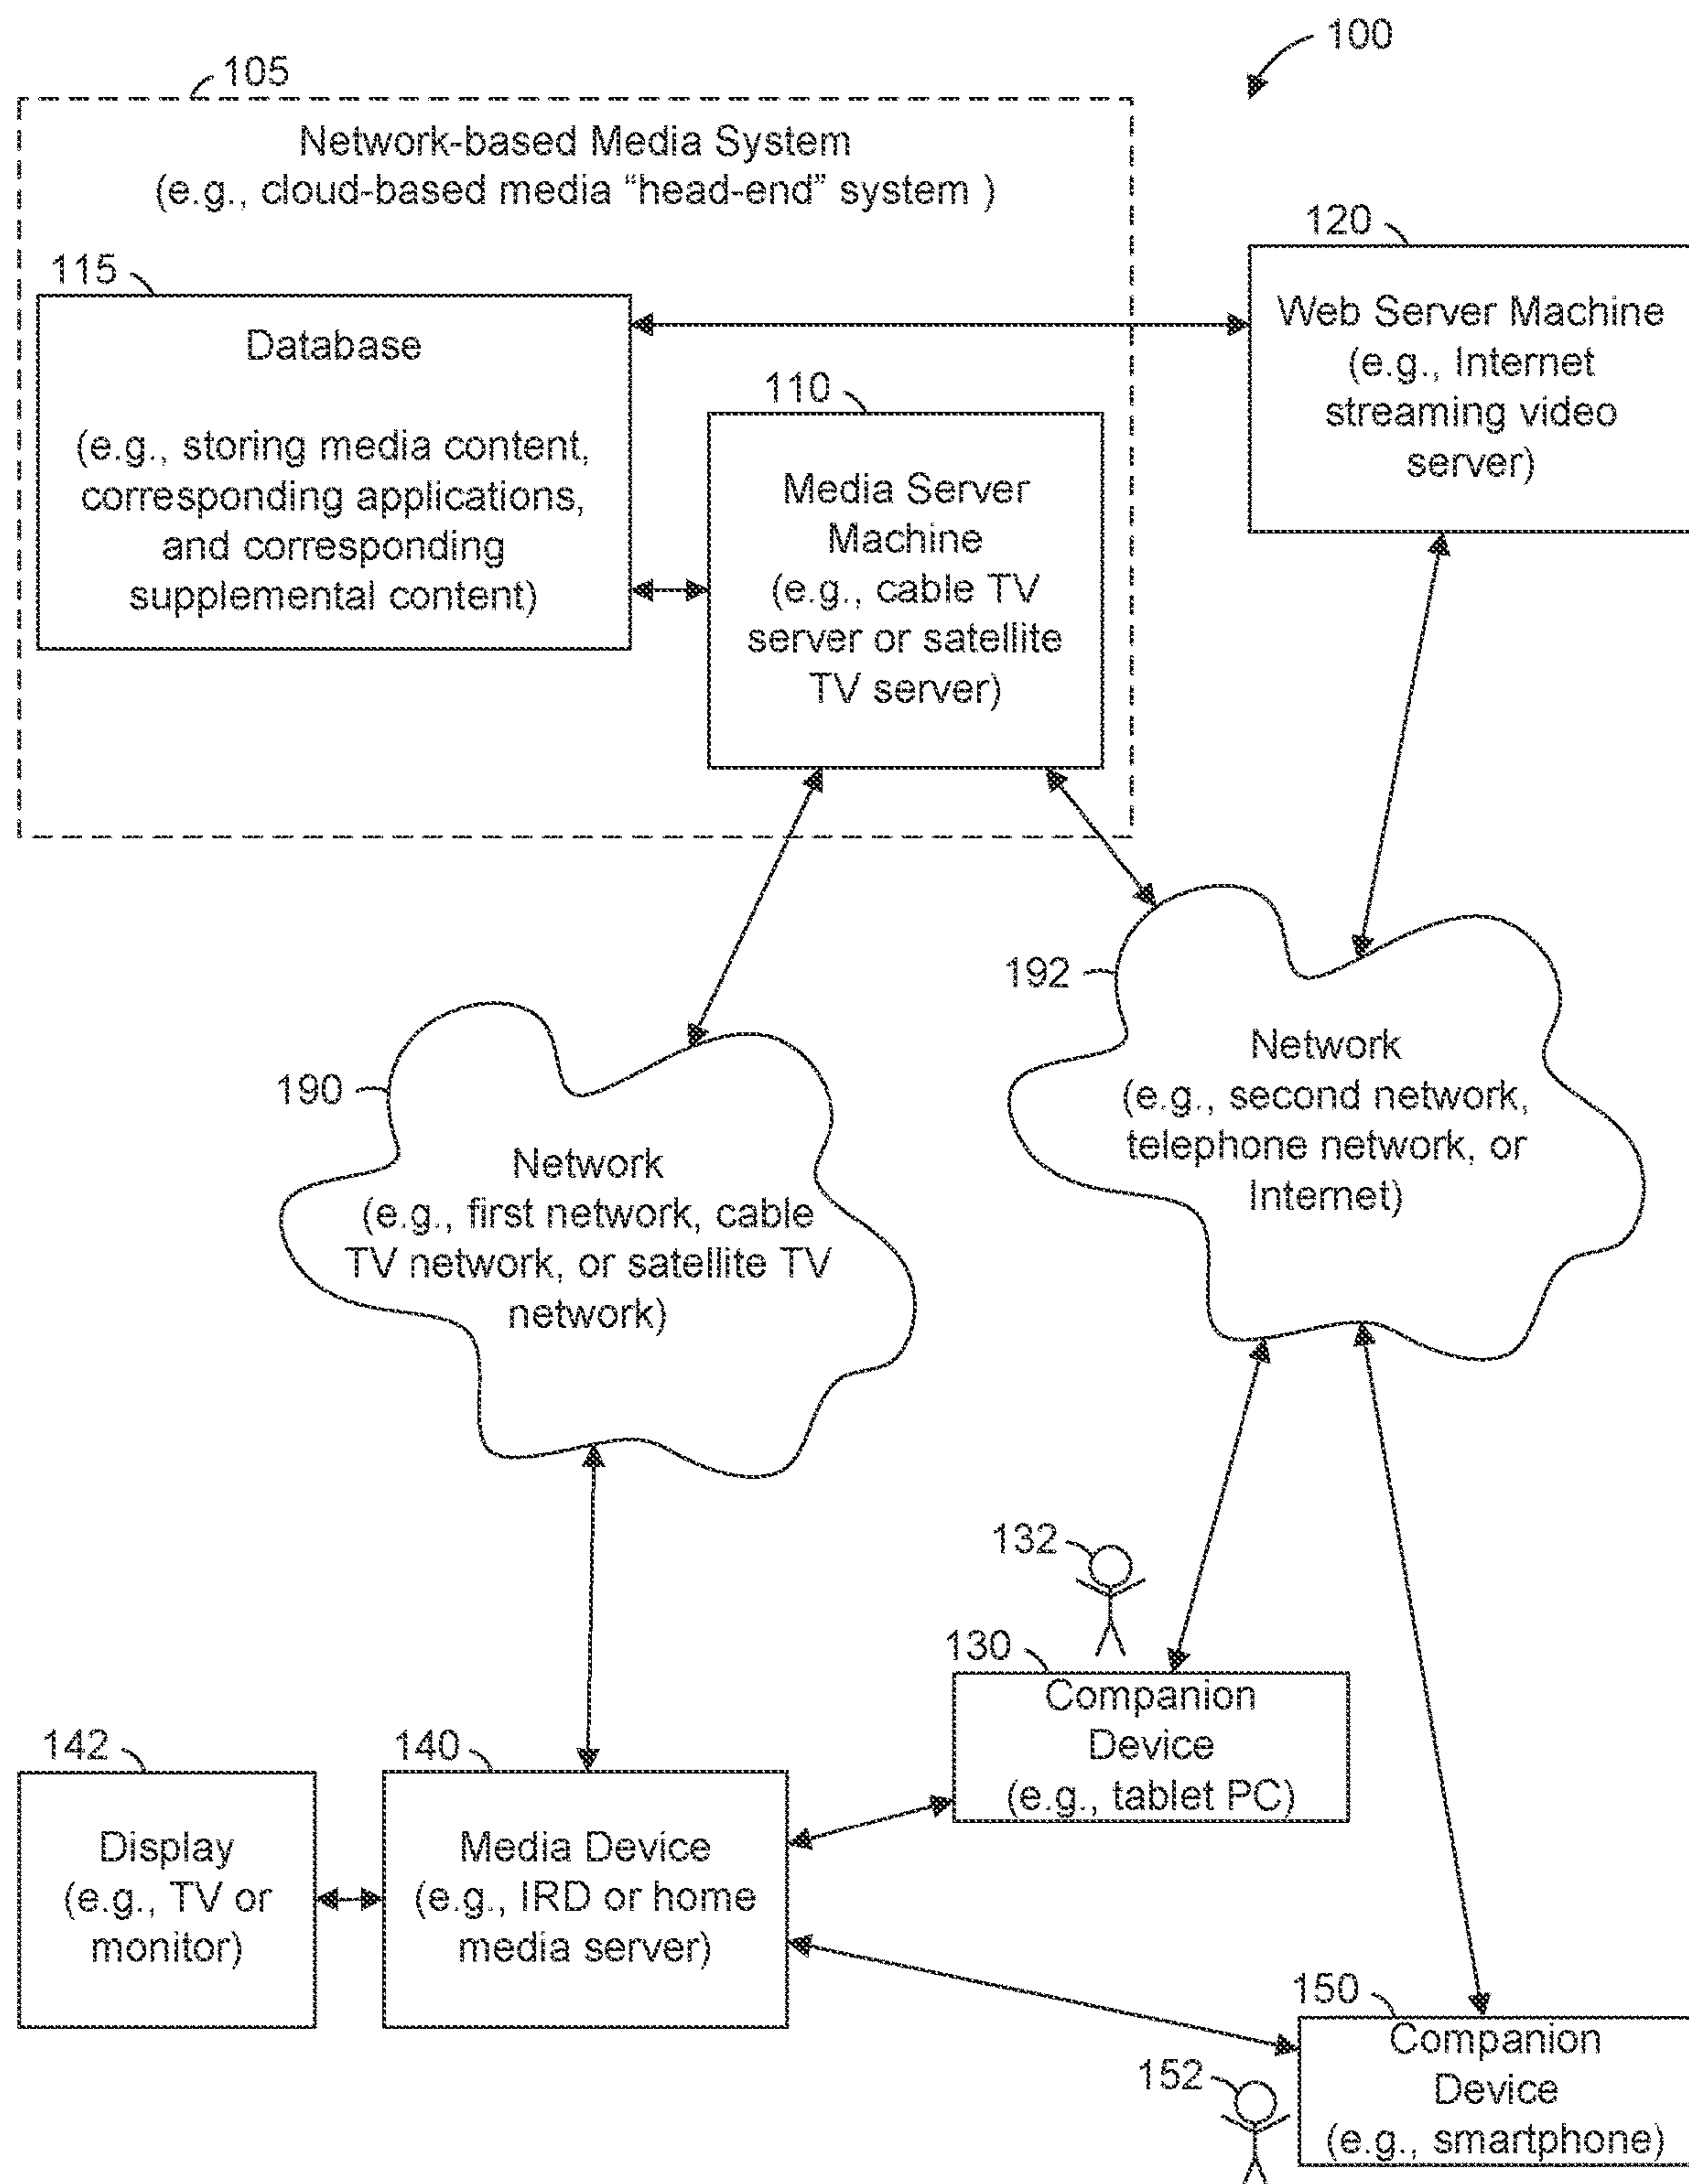 100
105
Network-based Media System
(e.g., cloud-based media “head-end” system )
120
Web Server Machine
(e.g., Internet
streaming video
server)
115
Database
(e.g., storing media content,
corresponding applications,
and corresponding
supplemental content)
110
Media Server
Machine
(e.g., cable TV
server or satellite
TV server)
192
Network
(e.g., second network,
telephone network, or
Internet)
190
Network
(e.g., first network, cable
TV network, or satellite TV
network)
132
130
Companion
Device
(e.g., tablet PC)
142
Display
(e.g., TV or
monitor)
140
Media Device
(e.g., IRD or home
media server)
150
Companion
Device
(e.g., smartphone)
152